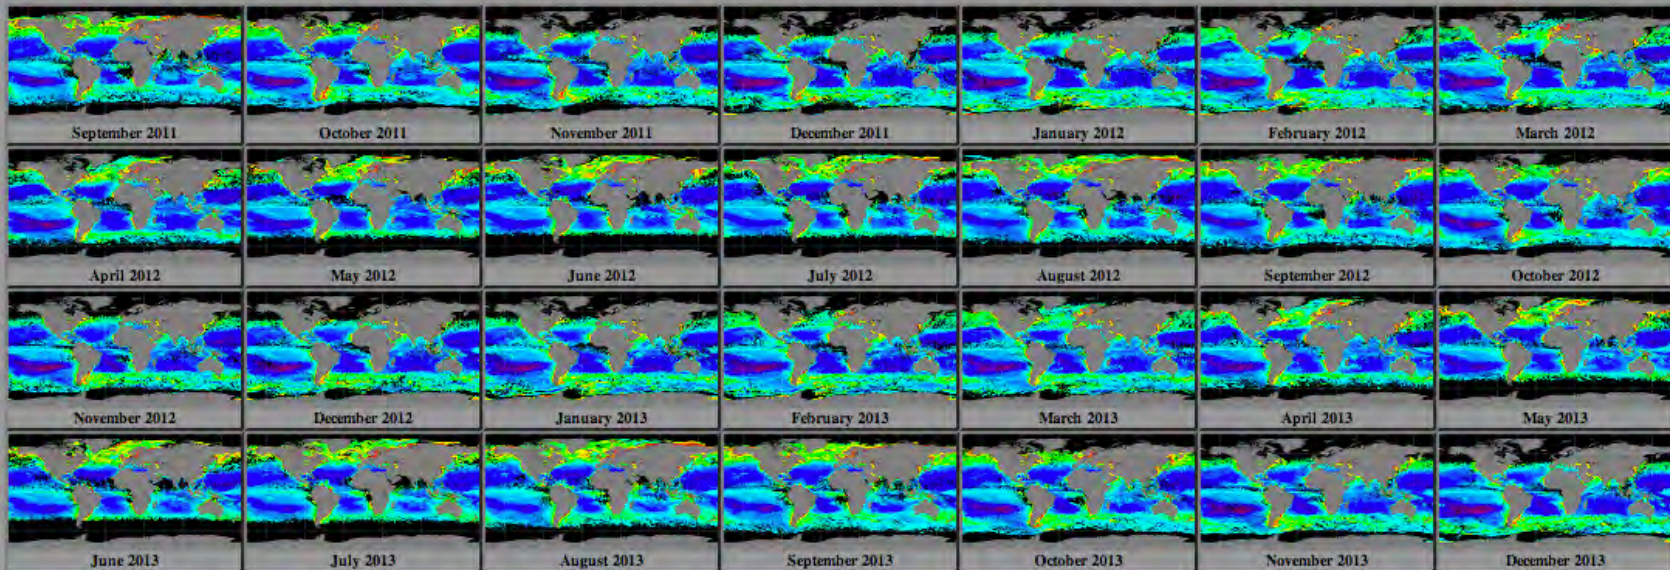 September 2011 October 2011 November 2011 December 2011 January 2012 February 2012 March 2012
April 2012 May 2012 June 2012 July 2012 August 2012 September 2012 October 2012
November 2012 December 2012 January 2013 February 2013 March 2013 April 2013 May 2013
June 2013 July 2013 August 2013 September 2013 October 2013 November 2013 December 2013